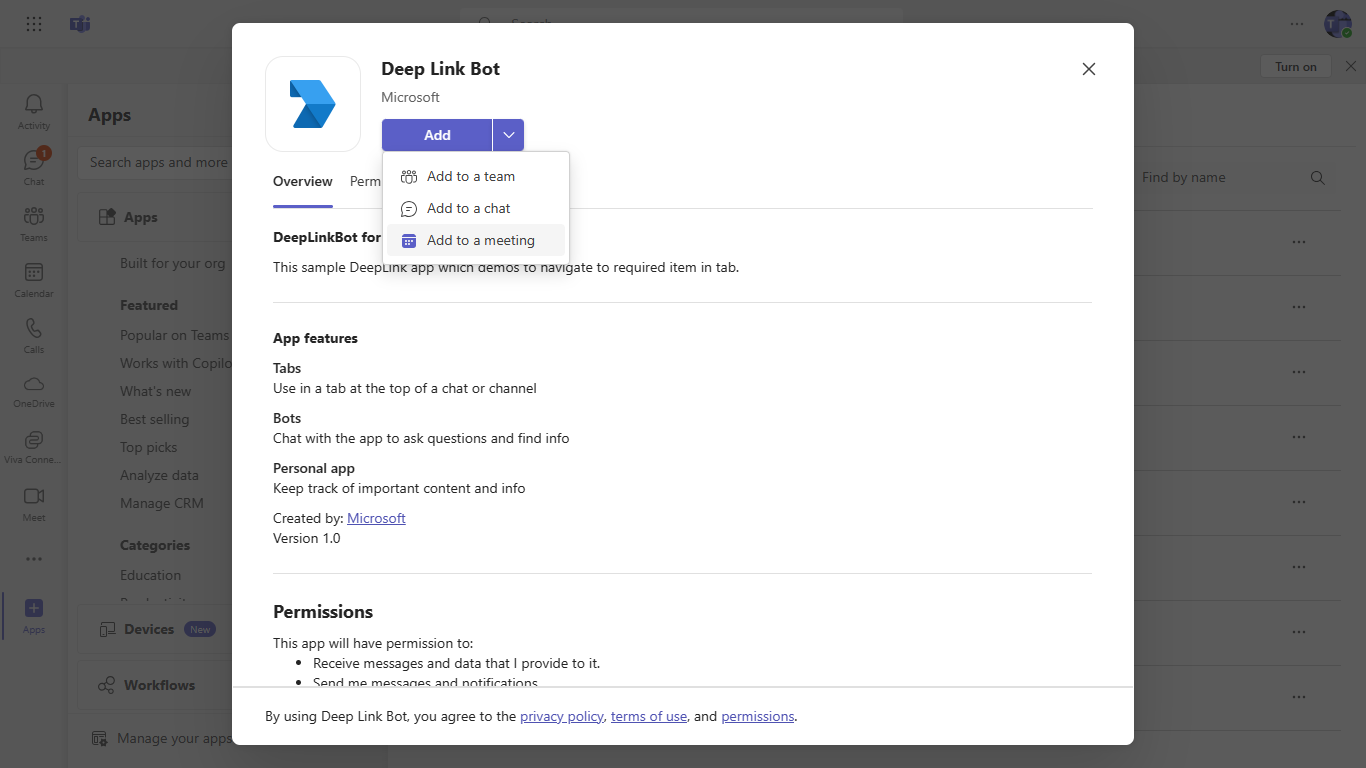 Search
Turn on
Activity
Chat
1
Teams
Calendar
Calls
OneDrive
Viva Conne...
Meet
Apps
Apps
Search apps and more
Apps
Built for your org
Featured
Popular on Teams
Works with Copilo
What's new
Best selling
Top picks
Analyze data
Manage CRM
Categories
Education
Devices New
Workflows
Manage your apps
Find by name
Deep Link Bot
Microsoft
Add
Add to a team
Add to a chat
Add to a meeting
Overview
Perm
DeepLinkBot for
This sample DeepLink app which demos to navigate to required item in tab.
App features
Tabs
Use in a tab at the top of a chat or channel
Bots
Chat with the app to ask questions and find info
Personal app
Keep track of important content and info
Created by: Microsoft
Version 1.0
Permissions
This app will have permission to:
• Receive messages and data that I provide to it.
• Send me messages and notifications
By using Deep Link Bot, you agree to the privacy policy, terms of use, and permissions.